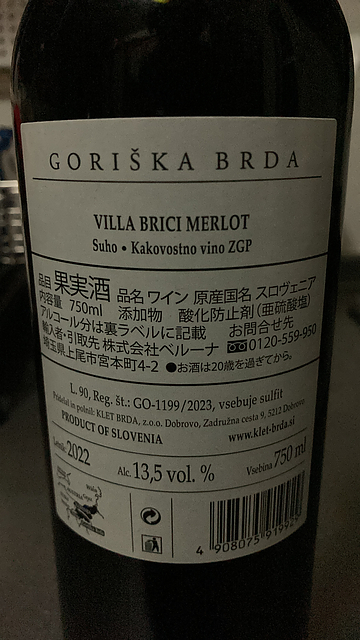 GORIŠKA BRDA
VILLA BRICI MERLOT
Suho • Kakovostno vino ZGP
品目 果実酒 品名 ワイン 原産国名 スロヴェニア
内容量 750ml 添加物 酸化防止剤(亜硫酸塩)
アルコール分は裏ラベルに記載 お問合せ先
輸入者・引取先 株式会社ベルーナ 0120-559-950
埼玉県上尾市宮本町4-2 ●お酒は20歳を過ぎてから。
L. 90, Reg. št.: GO-1199/2023, vsebuje sulfit
Pridelal in polnil: KLET BRDA, z.o.o. Dobrovo, Zadružna cesta 9, 5212 Dobrovo
PRODUCT OF SLOVENIA www.klet-brda.si
Letnik: 2022 Alc. 13,5 vol. % Vsebina 750 ml
4 908075 9199